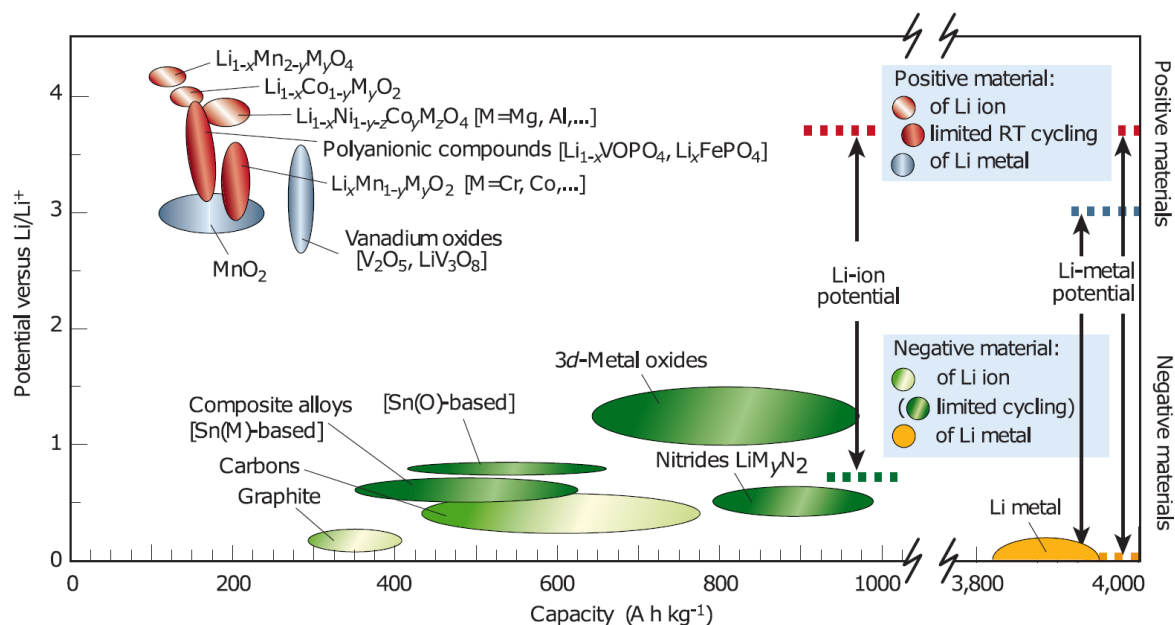 Potential versus Li/Li⁺
4
3
2
1
0
Li₁₋ₓMn₂₋yMyO₄
Li₁₋ₓCo₁₋yMyO₂
Li₁₋ₓNi₁₋y₋zCoyMzO₄ [M=Mg, Al,...]
Polyanionic compounds [Li₁₋ₓVOPO₄, LiₓFePO₄]
LiₓMn₁₋yMyO₂ [M=Cr, Co,...]
MnO₂
Vanadium oxides
[V₂O₅, LiV₃O₈]
3d-Metal oxides
[Sn(O)-based]
Composite alloys
[Sn(M)-based]
Carbons
Graphite
Nitrides LiMyN₂
Li metal
Li-ion
potential
Li-metal
potential
Positive material:
of Li ion
limited RT cycling
of Li metal
Negative material:
of Li ion
( limited cycling)
of Li metal
Positive materials
Negative materials
0
200
400
600
800
1000
3,800
4,000
Capacity (A h kg⁻¹)